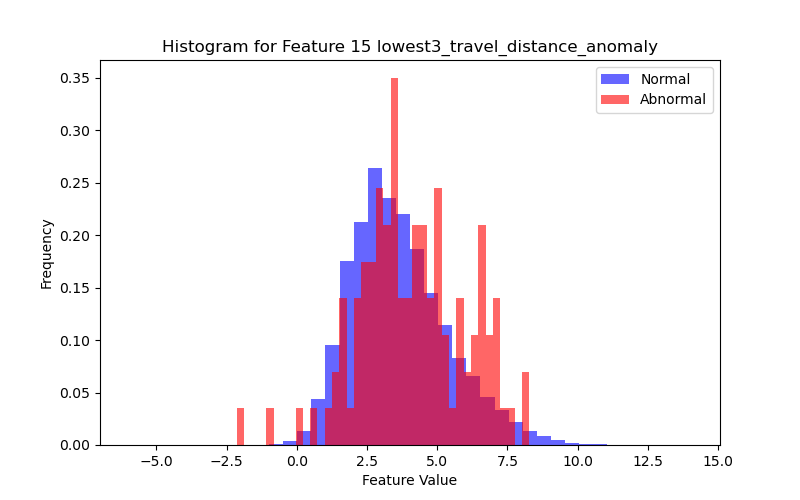 Histogram for Feature 15 lowest3_travel_distance_anomaly
Normal
Abnormal
Frequency
0.35
0.30
0.25
0.20
0.15
0.10
0.05
0.00
−5.0 −2.5 0.0 2.5 5.0 7.5 10.0 12.5 15.0
Feature Value